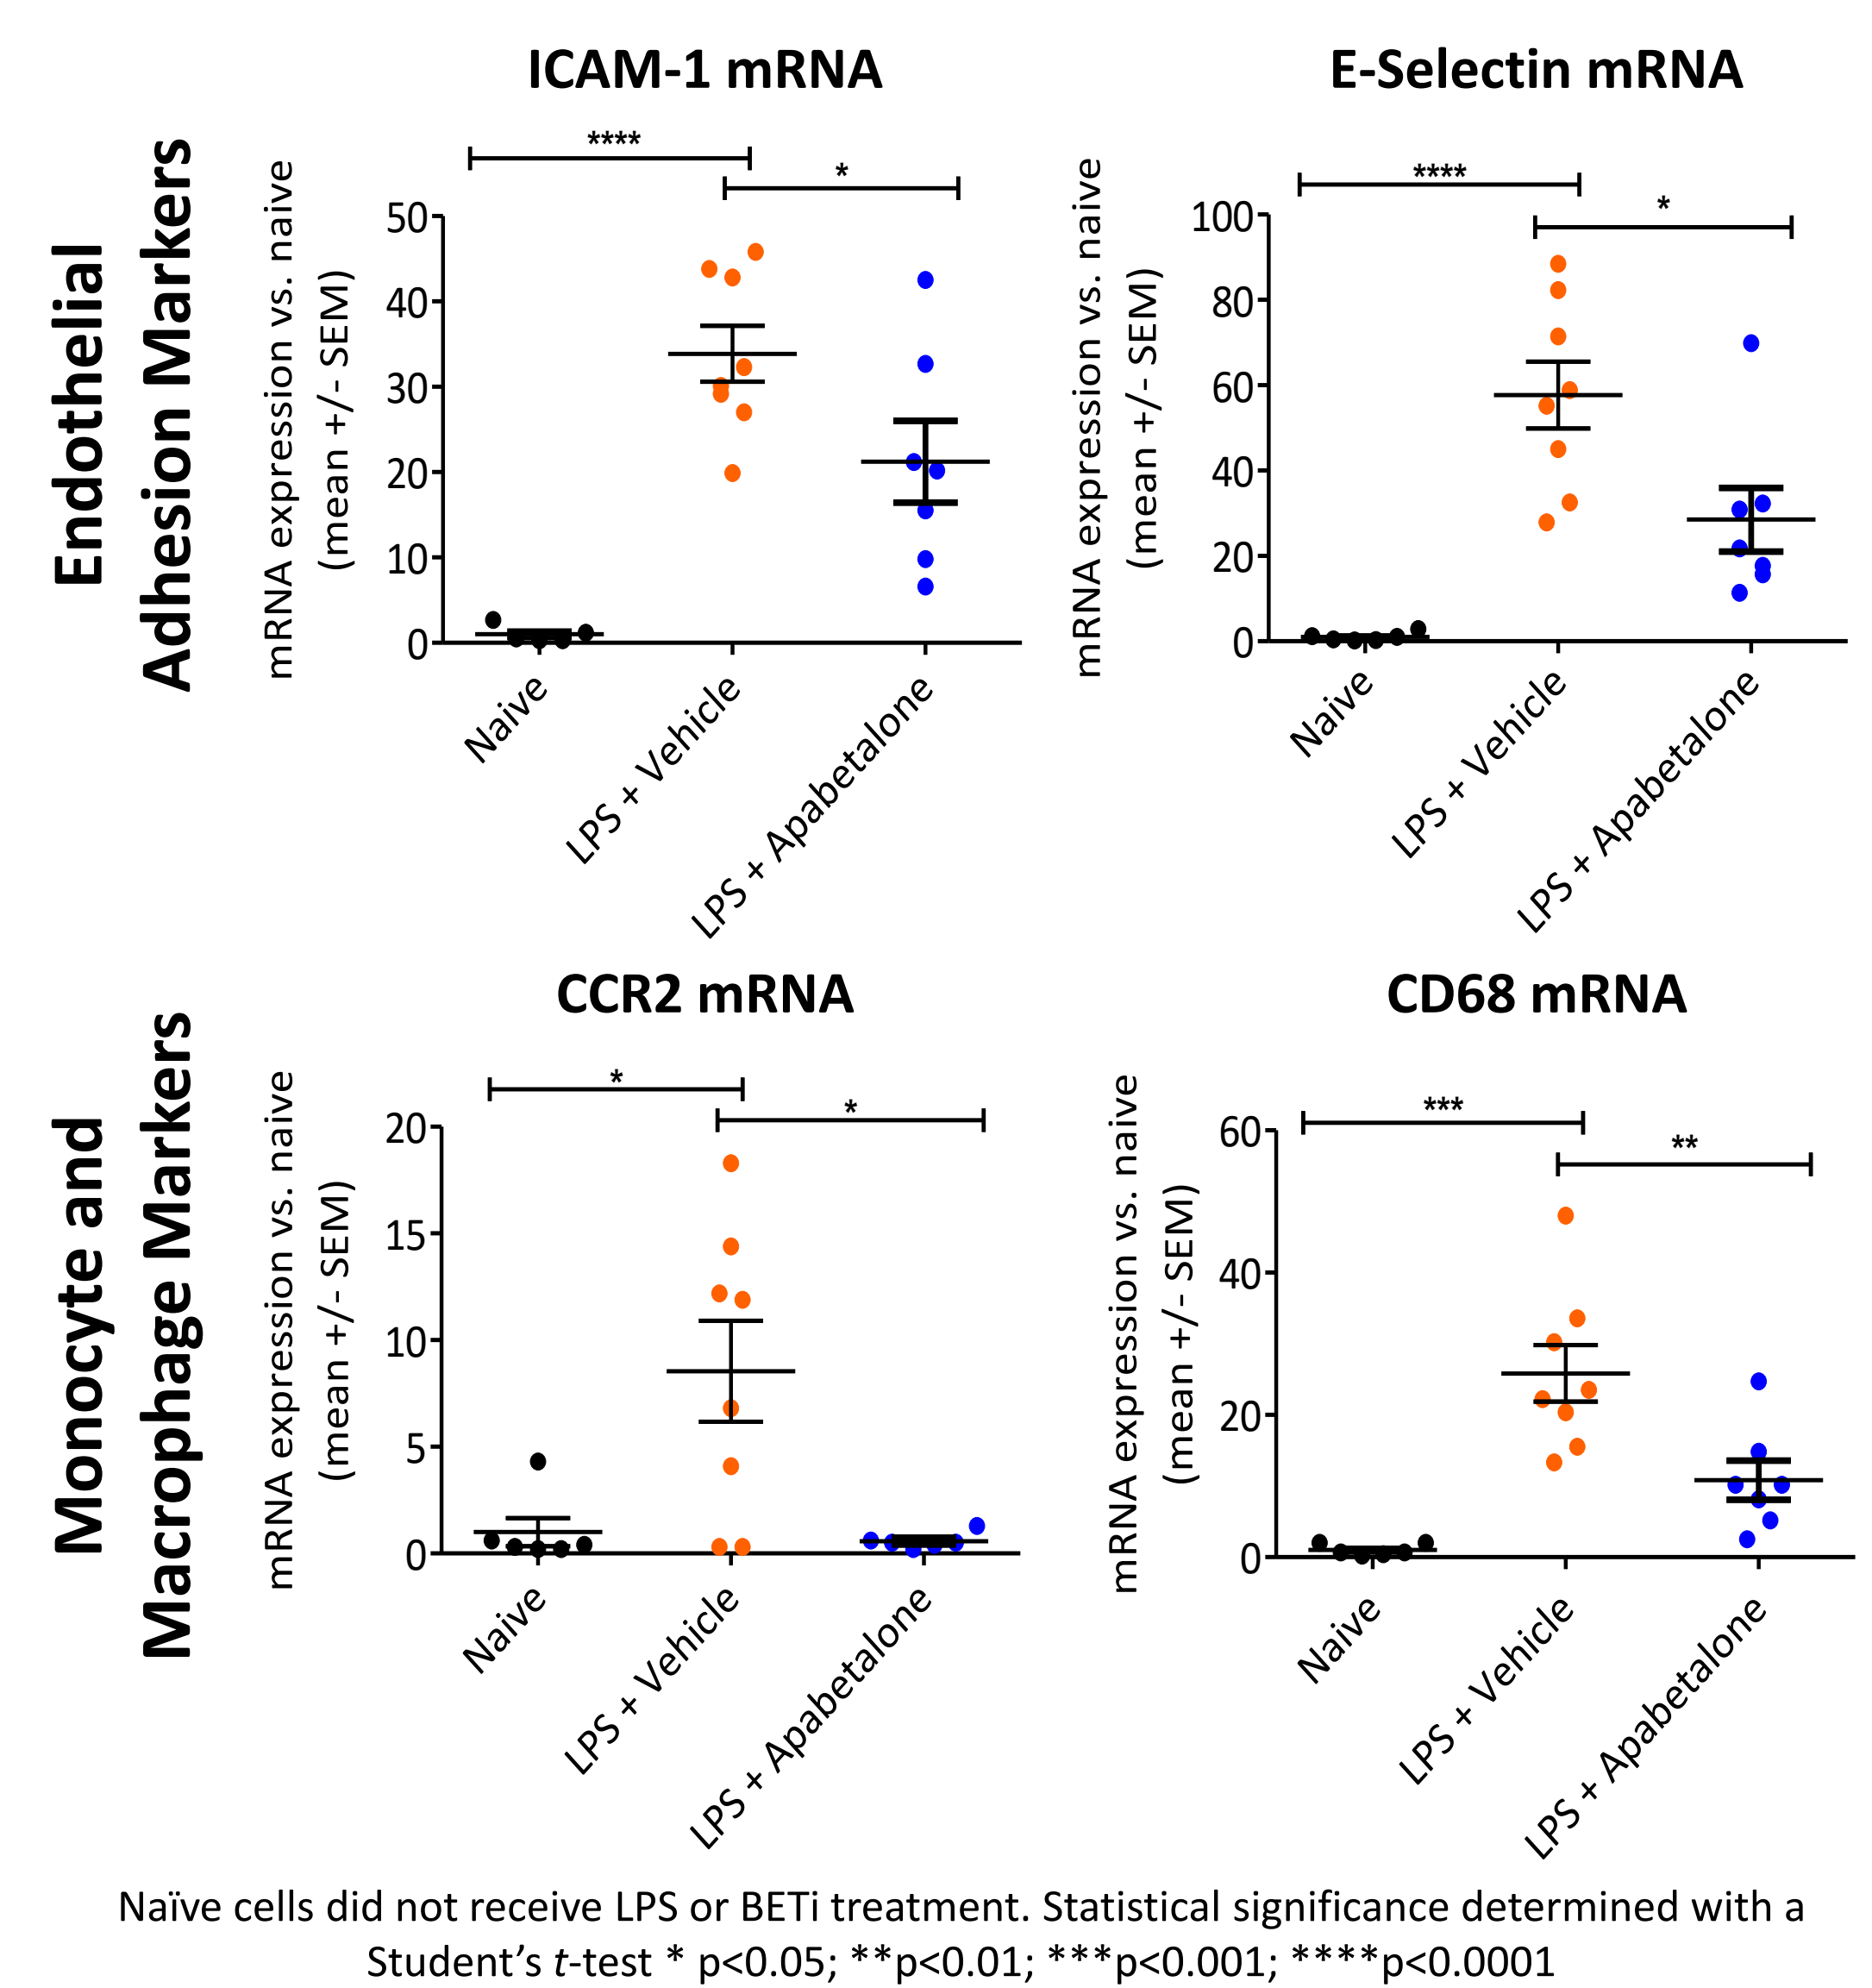 Endothelial
Adhesion Markers
ICAM-1 mRNA
mRNA expression vs. naive
(mean +/- SEM)
****
*
50
40
30
20
10
0
Naive
LPS + Vehicle
LPS + Apabetalone
E-Selectin mRNA
mRNA expression vs. naive
(mean +/- SEM)
****
*
100
80
60
40
20
0
Naive
LPS + Vehicle
LPS + Apabetalone
Monocyte and
Macrophage Markers
CCR2 mRNA
mRNA expression vs. naive
(mean +/- SEM)
*
*
20
15
10
5
0
Naive
LPS + Vehicle
LPS + Apabetalone
CD68 mRNA
mRNA expression vs. naive
(mean +/- SEM)
***
**
60
40
20
0
Naive
LPS + Vehicle
LPS + Apabetalone
Naïve cells did not receive LPS or BETi treatment. Statistical significance determined with a
Student’s t-test * p<0.05; **p<0.01; ***p<0.001; ****p<0.0001